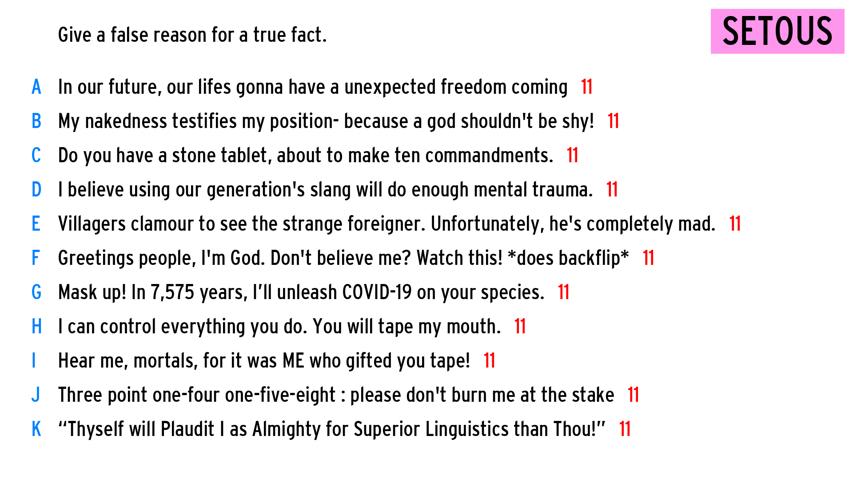 SETOUS
Give a false reason for a true fact.
A In our future, our lifes gonna have a unexpected freedom coming 11
B My nakedness testifies my position- because a god shouldn't be shy! 11
C Do you have a stone tablet, about to make ten commandments. 11
D I believe using our generation's slang will do enough mental trauma. 11
E Villagers clamour to see the strange foreigner. Unfortunately, he's completely mad. 11
F Greetings people, I'm God. Don't believe me? Watch this! *does backflip* 11
G Mask up! In 7,575 years, I’ll unleash COVID-19 on your species. 11
H I can control everything you do. You will tape my mouth. 11
I Hear me, mortals, for it was ME who gifted you tape! 11
J Three point one-four one-five-eight : please don't burn me at the stake 11
K “Thyself will Plaudit I as Almighty for Superior Linguistics than Thou!” 11